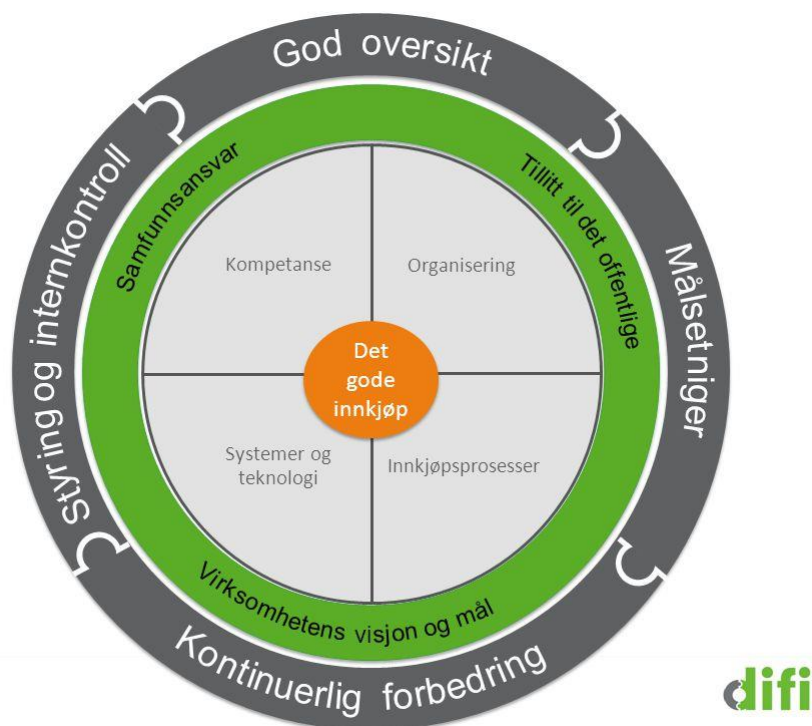 God oversikt
Styring og internkontroll
Målsetniger
Kontinuerlig forbedring
Samfunnsansvar
Tillitt til det offentlige
Virksomhetens visjon og mål
Kompetanse
Organisering
Det
gode
innkjøp
Systemer og
teknologi
Innkjøpsprosesser
difi